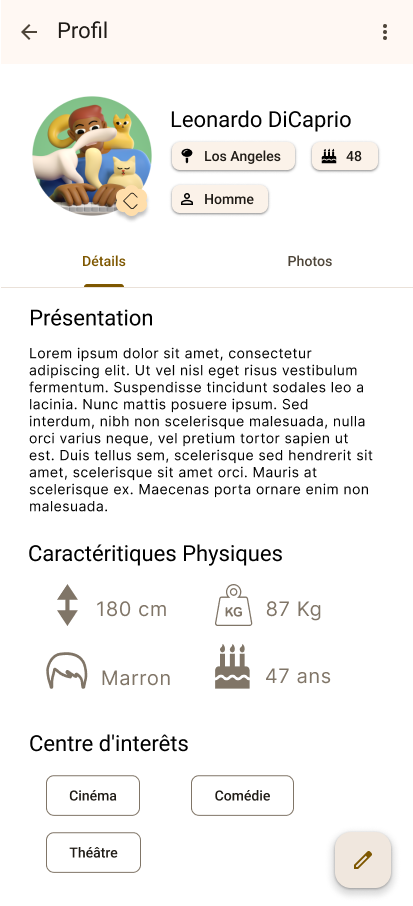 Profil
Leonardo DiCaprio
Los Angeles
48
Homme
Détails
Photos
Présentation
Lorem ipsum dolor sit amet, consectetur
adipiscing elit. Ut vel nisl eget risus vestibulum
fermentum. Suspendisse tincidunt sodales leo a
lacinia. Nunc mattis posuere ipsum. Sed
interdum, nibh non scelerisque malesuada, nulla
orci varius neque, vel pretium tortor sapien ut
est. Duis tellus sem, scelerisque sed hendrerit sit
amet, scelerisque sit amet orci. Mauris at
scelerisque ex. Maecenas porta ornare enim non
malesuada.
Caractéritiques Physiques
180 cm
KG
87 Kg
Marron
47 ans
Centre d'interêts
Cinéma
Comédie
Théâtre